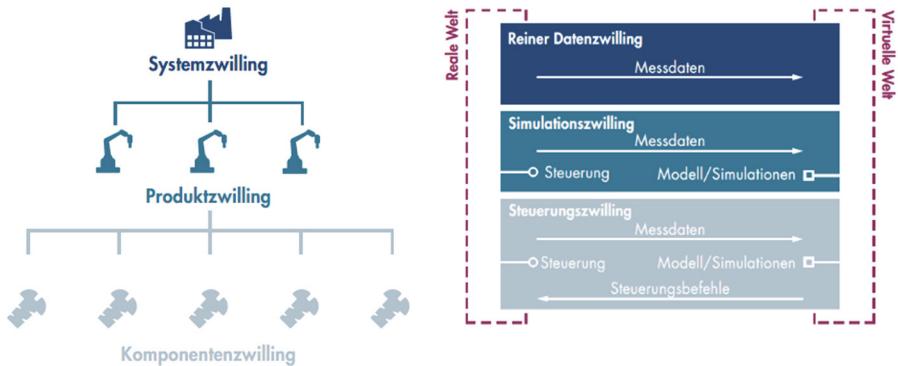 Systemzwilling
Produktzwilling
Komponentenzwilling
Reale Welt
Reiner Datenzwilling
Messdaten
Simulationszwilling
Messdaten
Steuerung
Modell/Simulationen
Steuerungszwilling
Messdaten
Steuerung
Modell/Simulationen
Steuerungsbefehle
Virtuelle Welt